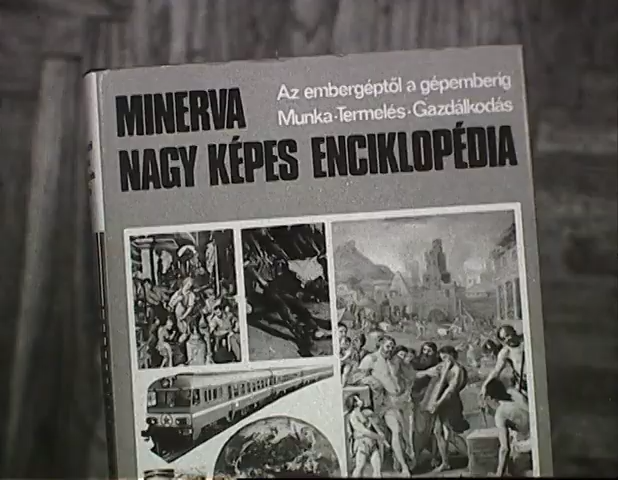 MINERVA
Az embergéptől a gépemberig
Munka·Termelés·Gazdálkodás
NAGY KÉPES ENCIKLOPÉDIA